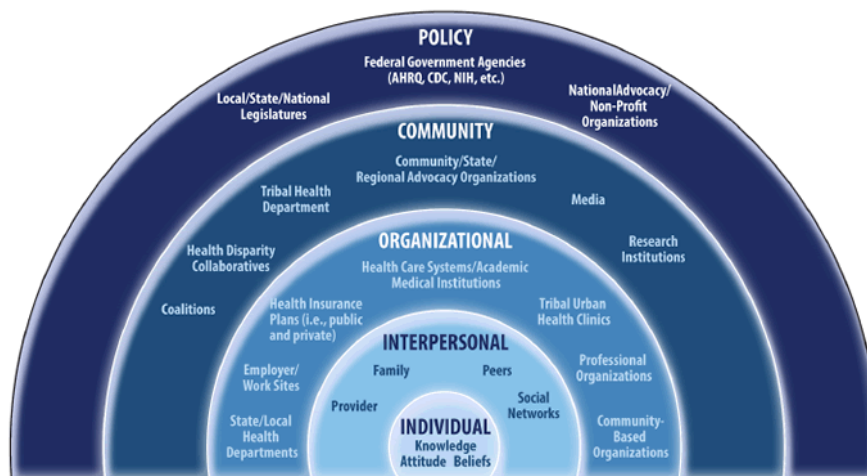 POLICY
Federal Government Agencies
(AHRQ, CDC, NIH, etc.)
Local/State/National
Legislatures
NationalAdvocacy/
Non-Profit
Organizations
COMMUNITY
Community/State/
Regional Advocacy Organizations
Tribal Health
Department
Media
Health Disparity
Collaboratives
Research
Institutions
Coalitions
ORGANIZATIONAL
Health Care Systems/Academic
Medical Institutions
Health Insurance
Plans (i.e., public
and private)
Tribal Urban
Health Clinics
Employer/
Work Sites
Professional
Organizations
State/Local
Health
Departments
Community-
Based
Organizations
INTERPERSONAL
Family
Peers
Provider
Social
Networks
INDIVIDUAL
Knowledge
Attitude Beliefs